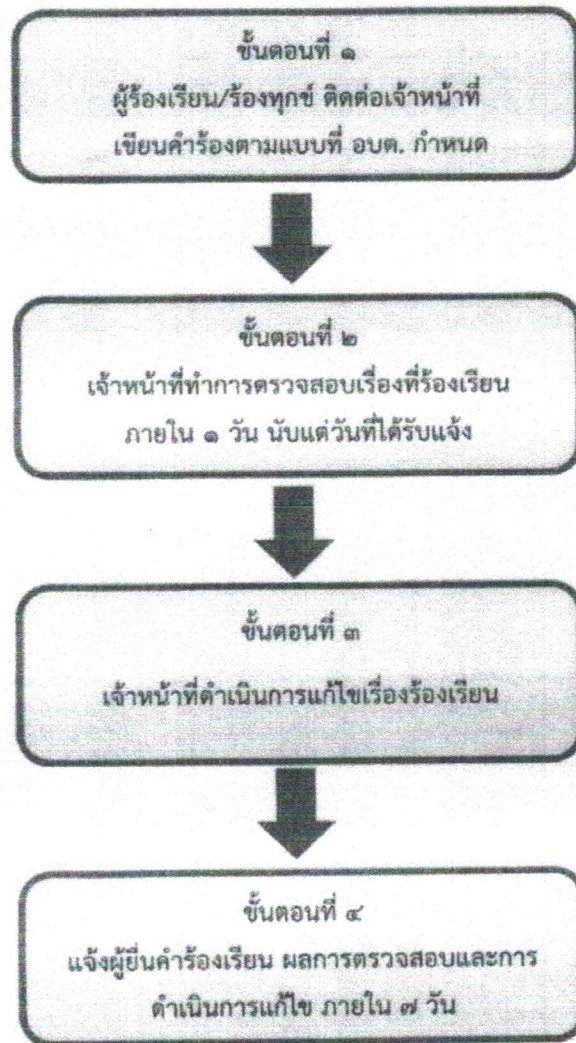 ขั้นตอนที่ ๑
ผู้ร้องเรียน/ร้องทุกข์ ติดต่อเจ้าหน้าที่
เขียนคำร้องตามแบบที่ อบต. กำหนด
ขั้นตอนที่ ๒
เจ้าหน้าที่ทำการตรวจสอบเรื่องที่ร้องเรียน
ภายใน ๑ วัน นับแต่วันที่ได้รับแจ้ง
ขั้นตอนที่ ๓
เจ้าหน้าที่ดำเนินการแก้ไขเรื่องร้องเรียน
ขั้นตอนที่ ๔
แจ้งผู้ยื่นคำร้องเรียน ผลการตรวจสอบและการ
ดำเนินการแก้ไข ภายใน ๗ วัน